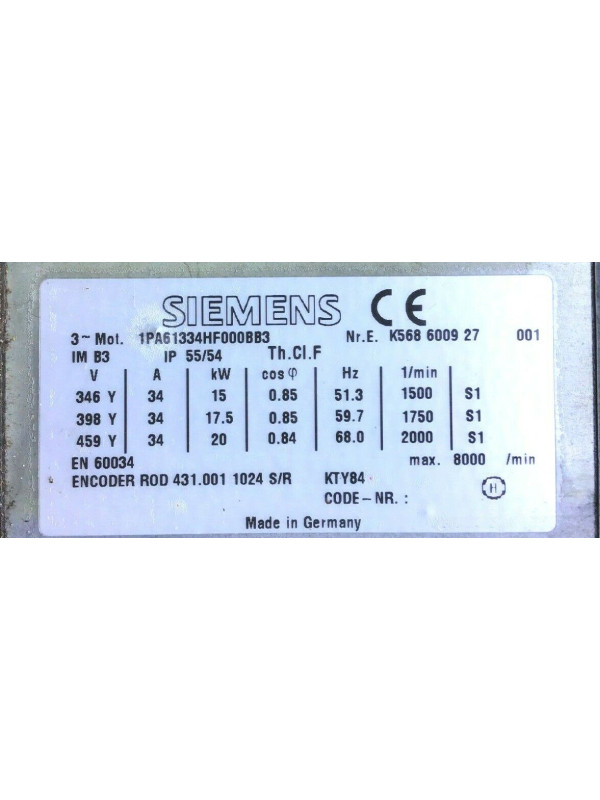 SIEMENS CE
3~ Mot. 1PA61334HF000BB3 Nr.E. K568 6009 27 001
IM B3 IP 55/54 Th.Cl.F
V A kW cosφ Hz 1/min
346 Y 34 15 0.85 51.3 1500 S1
398 Y 34 17.5 0.85 59.7 1750 S1
459 Y 34 20 0.84 68.0 2000 S1
EN 60034 max. 8000 /min
ENCODER ROD 431.001 1024 S/R KTY84 H
CODE-NR. :
Made in Germany